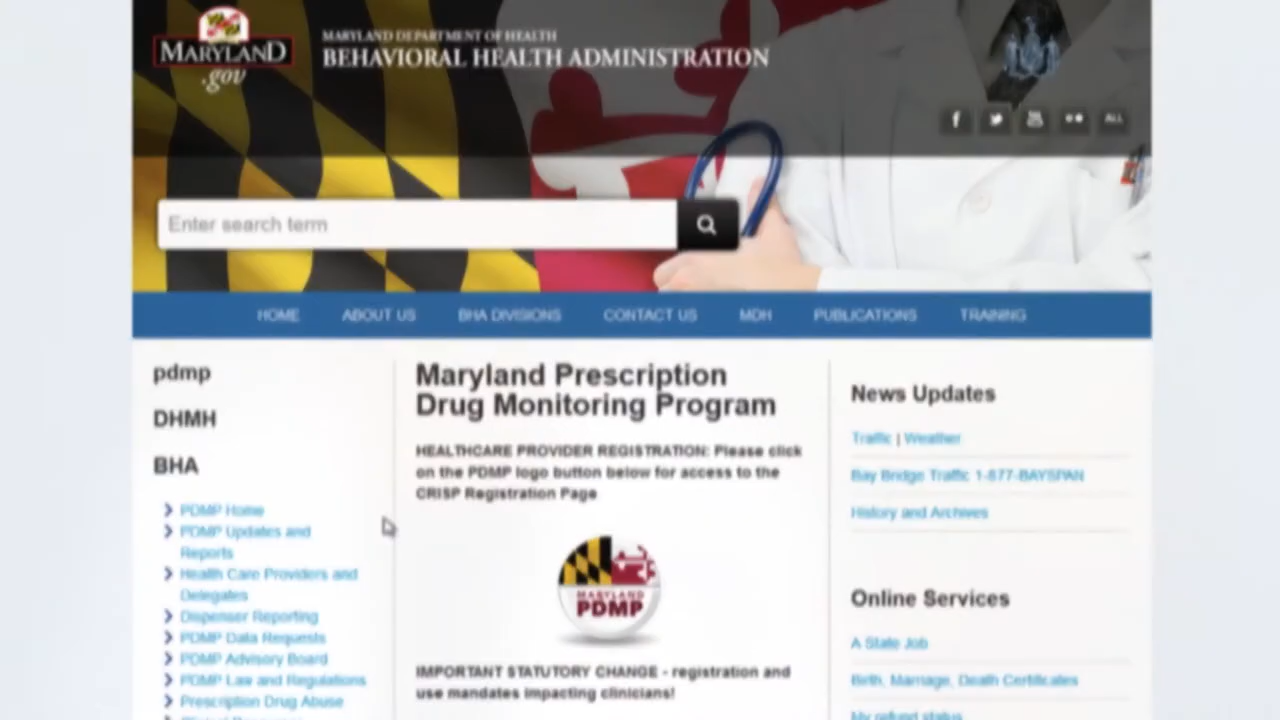 MARYLAND
.gov
MARYLAND DEPARTMENT OF HEALTH
BEHAVIORAL HEALTH ADMINISTRATION
f
ALL
Enter search term
HOME
ABOUT US
BHA DIVISIONS
CONTACT US
MDH
PUBLICATIONS
TRAINING
pdmp
DHMH
BHA
PDMP Home
PDMP Updates and
Reports
Health Care Providers and
Delegates
Dispenser Reporting
PDMP Data Requests
PDMP Advisory Board
PDMP Law and Regulations
Prescription Drug Abuse
Maryland Prescription
Drug Monitoring Program
HEALTHCARE PROVIDER REGISTRATION: Please click
on the PDMP logo button below for access to the
CRISP Registration Page
MARYLAND
PDMP
IMPORTANT STATUTORY CHANGE - registration and
use mandates impacting clinicians!
News Updates
Traffic | Weather
Bay Bridge Traffic 1-877-BAYSPAN
History and Archives
Online Services
A State Job
Birth, Marriage, Death Certificates
My refund status